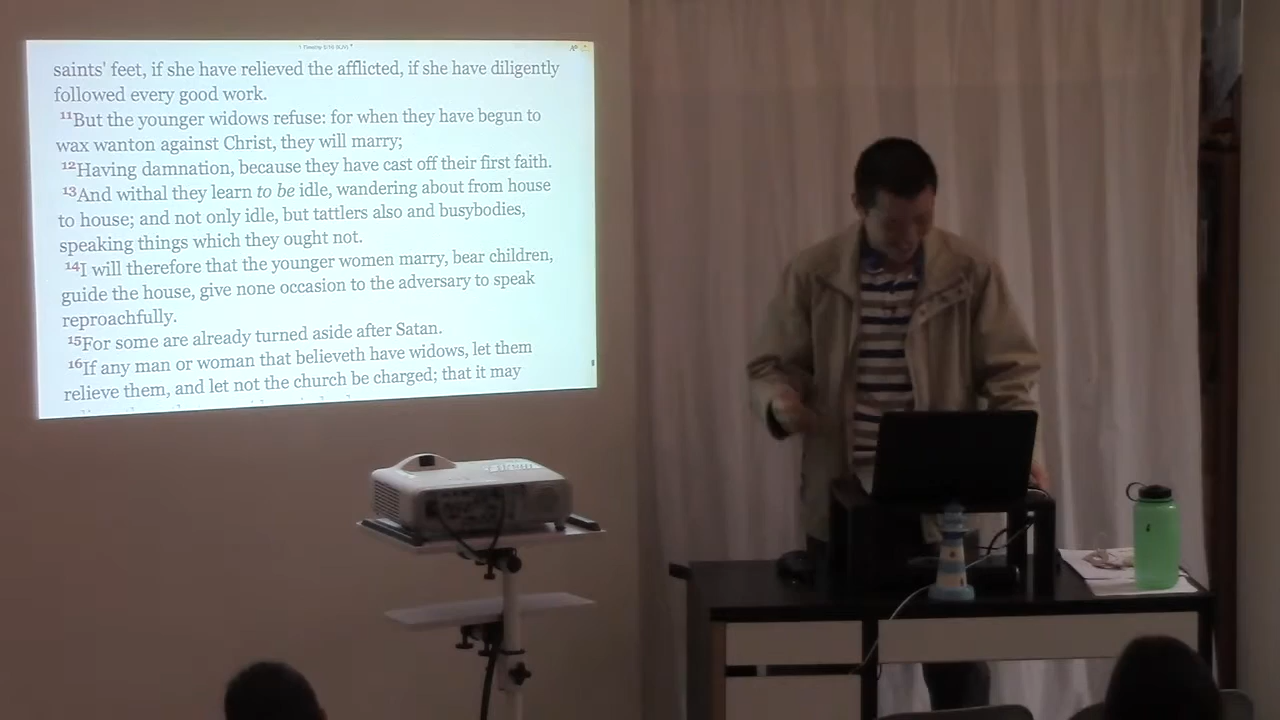 1 Timothy 5:16 (KJV)
saints' feet, if she have relieved the afflicted, if she have diligently
followed every good work.
11But the younger widows refuse: for when they have begun to
wax wanton against Christ, they will marry;
12Having damnation, because they have cast off their first faith.
13And withal they learn to be idle, wandering about from house
to house; and not only idle, but tattlers also and busybodies,
speaking things which they ought not.
14I will therefore that the younger women marry, bear children,
guide the house, give none occasion to the adversary to speak
reproachfully.
15For some are already turned aside after Satan.
16If any man or woman that believeth have widows, let them
relieve them, and let not the church be charged; that it may